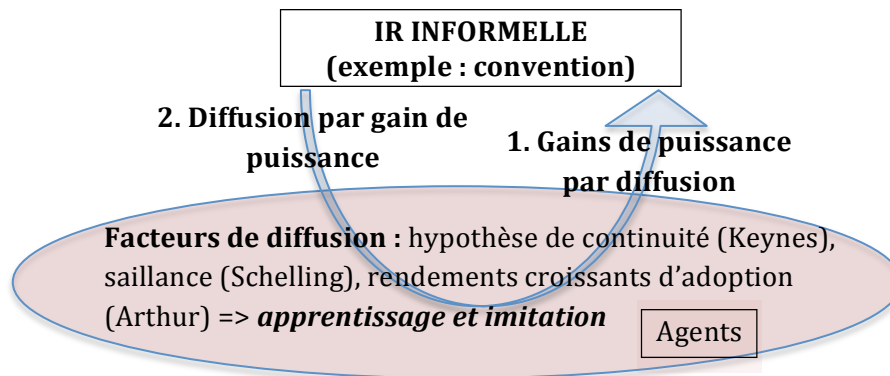 IR INFORMELLE
(exemple : convention)
2. Diffusion par gain de
puissance
1. Gains de puissance
par diffusion
Facteurs de diffusion : hypothèse de continuité (Keynes),
saillance (Schelling), rendements croissants d’adoption
(Arthur) => apprentissage et imitation
Agents